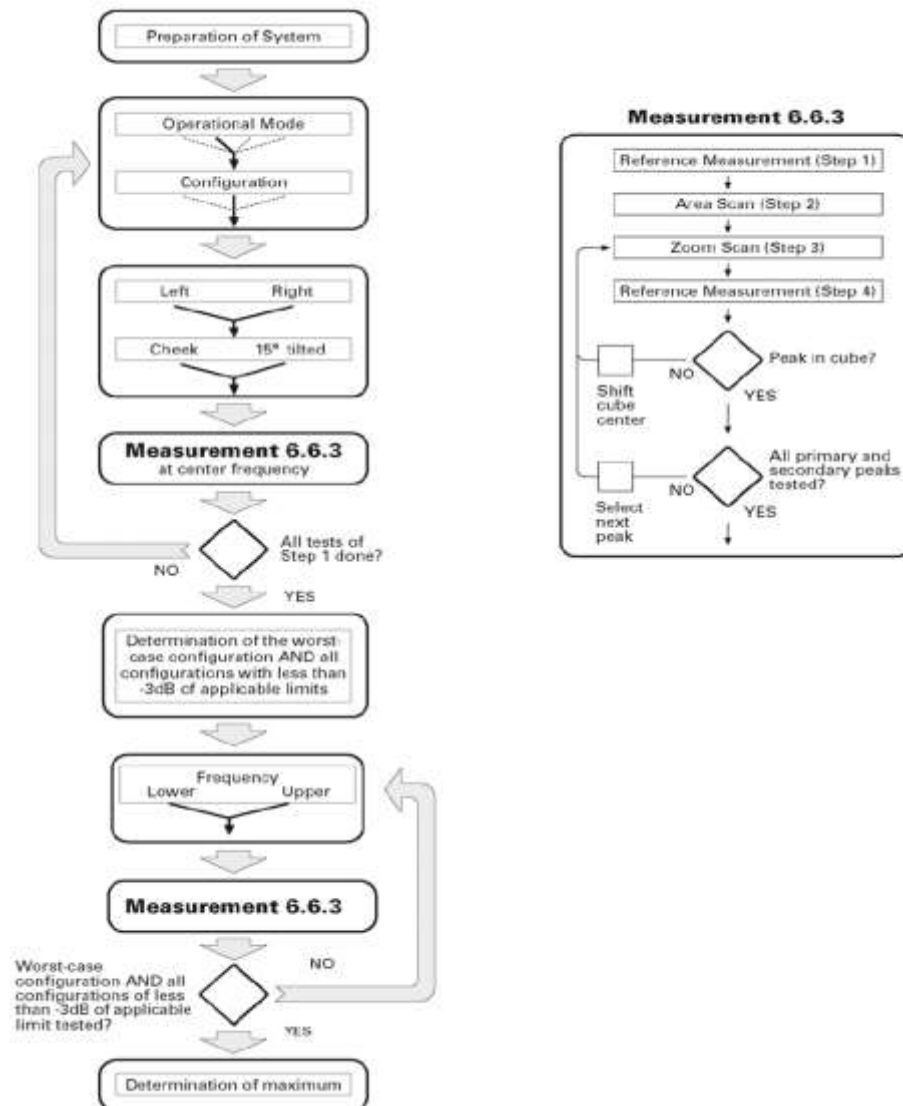 Preparation of System
Operational Mode
Configuration
Left Right
Cheek 15° tilted
Measurement 6.6.3
at center frequency
All tests of
Step 1 done?
NO
YES
Determination of the worst-
case configuration AND all
configurations with less than
-3dB of applicable limits
Frequency
Lower Upper
Measurement 6.6.3
Worst-case
configuration AND all
configurations of less
than -3dB of applicable
limit tested?
NO
YES
Determination of maximum
Measurement 6.6.3
Reference Measurement (Step 1)
Area Scan (Step 2)
Zoom Scan (Step 3)
Reference Measurement (Step 4)
Peak in cube?
NO
YES
Shift
cube
center
All primary and
secondary peaks
tested?
NO
YES
Select
next
peak